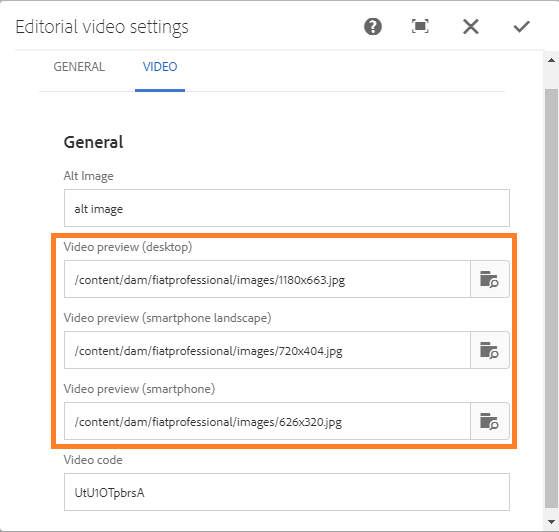 Editorial video settings
GENERAL VIDEO
General
Alt Image
alt image
Video preview (desktop)
/content/dam/fiatprofessional/images/1180x663.jpg
Video preview (smartphone landscape)
/content/dam/fiatprofessional/images/720x404.jpg
Video preview (smartphone)
/content/dam/fiatprofessional/images/626x320.jpg
Video code
UtU1OTpbrsA